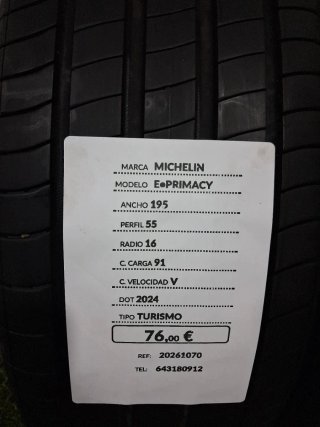 MARCA MICHELIN
MODELO E•PRIMACY
ANCHO 195
PERFIL 55
RADIO 16
C. CARGA 91
C. VELOCIDAD V
DOT 2024
TIPO TURISMO
76,00 €
REF: 20261070
TEL: 643180912